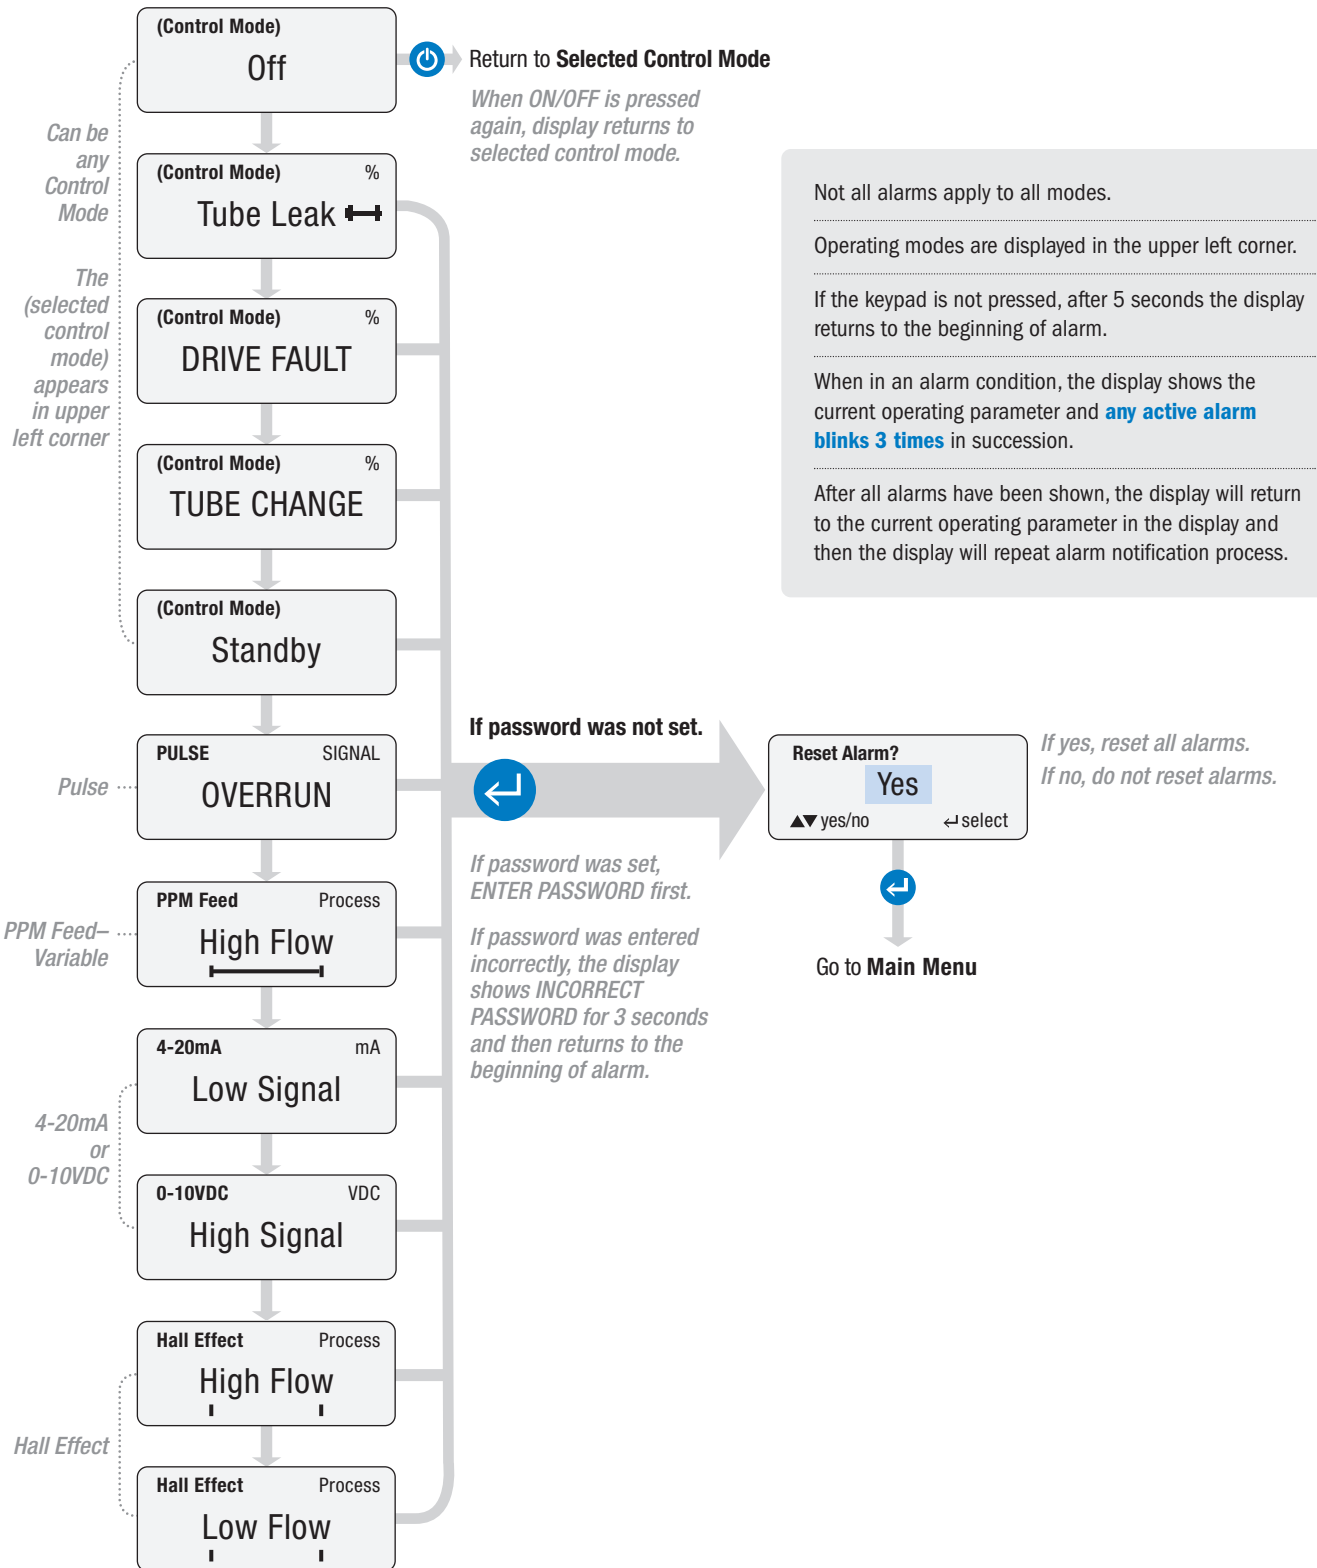 (Control Mode)
Off
Return to Selected Control Mode
When ON/OFF is pressed
again, display returns to
selected control mode.
Can be
any
Control
Mode
The
(selected
control
mode)
appears
in upper
left corner
(Control Mode) %
Tube Leak
(Control Mode) %
DRIVE FAULT
(Control Mode) %
TUBE CHANGE
(Control Mode)
Standby
Not all alarms apply to all modes.
Operating modes are displayed in the upper left corner.
If the keypad is not pressed, after 5 seconds the display
returns to the beginning of alarm.
When in an alarm condition, the display shows the
current operating parameter and any active alarm
blinks 3 times in succession.
After all alarms have been shown, the display will return
to the current operating parameter in the display and
then the display will repeat alarm notification process.
Pulse
PULSE SIGNAL
OVERRUN
PPM Feed–
Variable
PPM Feed Process
High Flow
4-20mA
or
0-10VDC
4-20mA mA
Low Signal
0-10VDC VDC
High Signal
Hall Effect
Hall Effect Process
High Flow
Hall Effect Process
Low Flow
If password was not set.
If password was set,
ENTER PASSWORD first.
If password was entered
incorrectly, the display
shows INCORRECT
PASSWORD for 3 seconds
and then returns to the
beginning of alarm.
Reset Alarm?
Yes
▲▼ yes/no ↵ select
If yes, reset all alarms.
If no, do not reset alarms.
Go to Main Menu